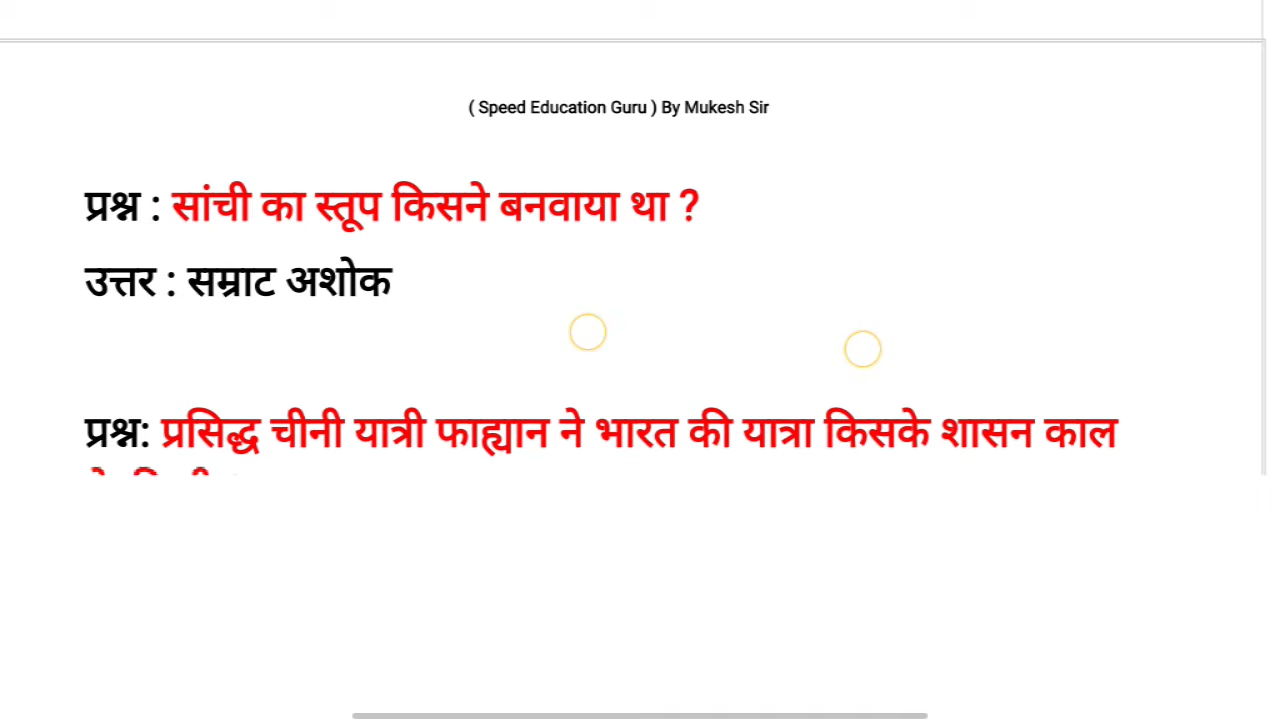 ( Speed Education Guru ) By Mukesh Sir
प्रश्न : सांची का स्तूप किसने बनवाया था ?
उत्तर : सम्राट अशोक
प्रश्न: प्रसिद्ध चीनी यात्री फाह्यान ने भारत की यात्रा किसके शासन काल